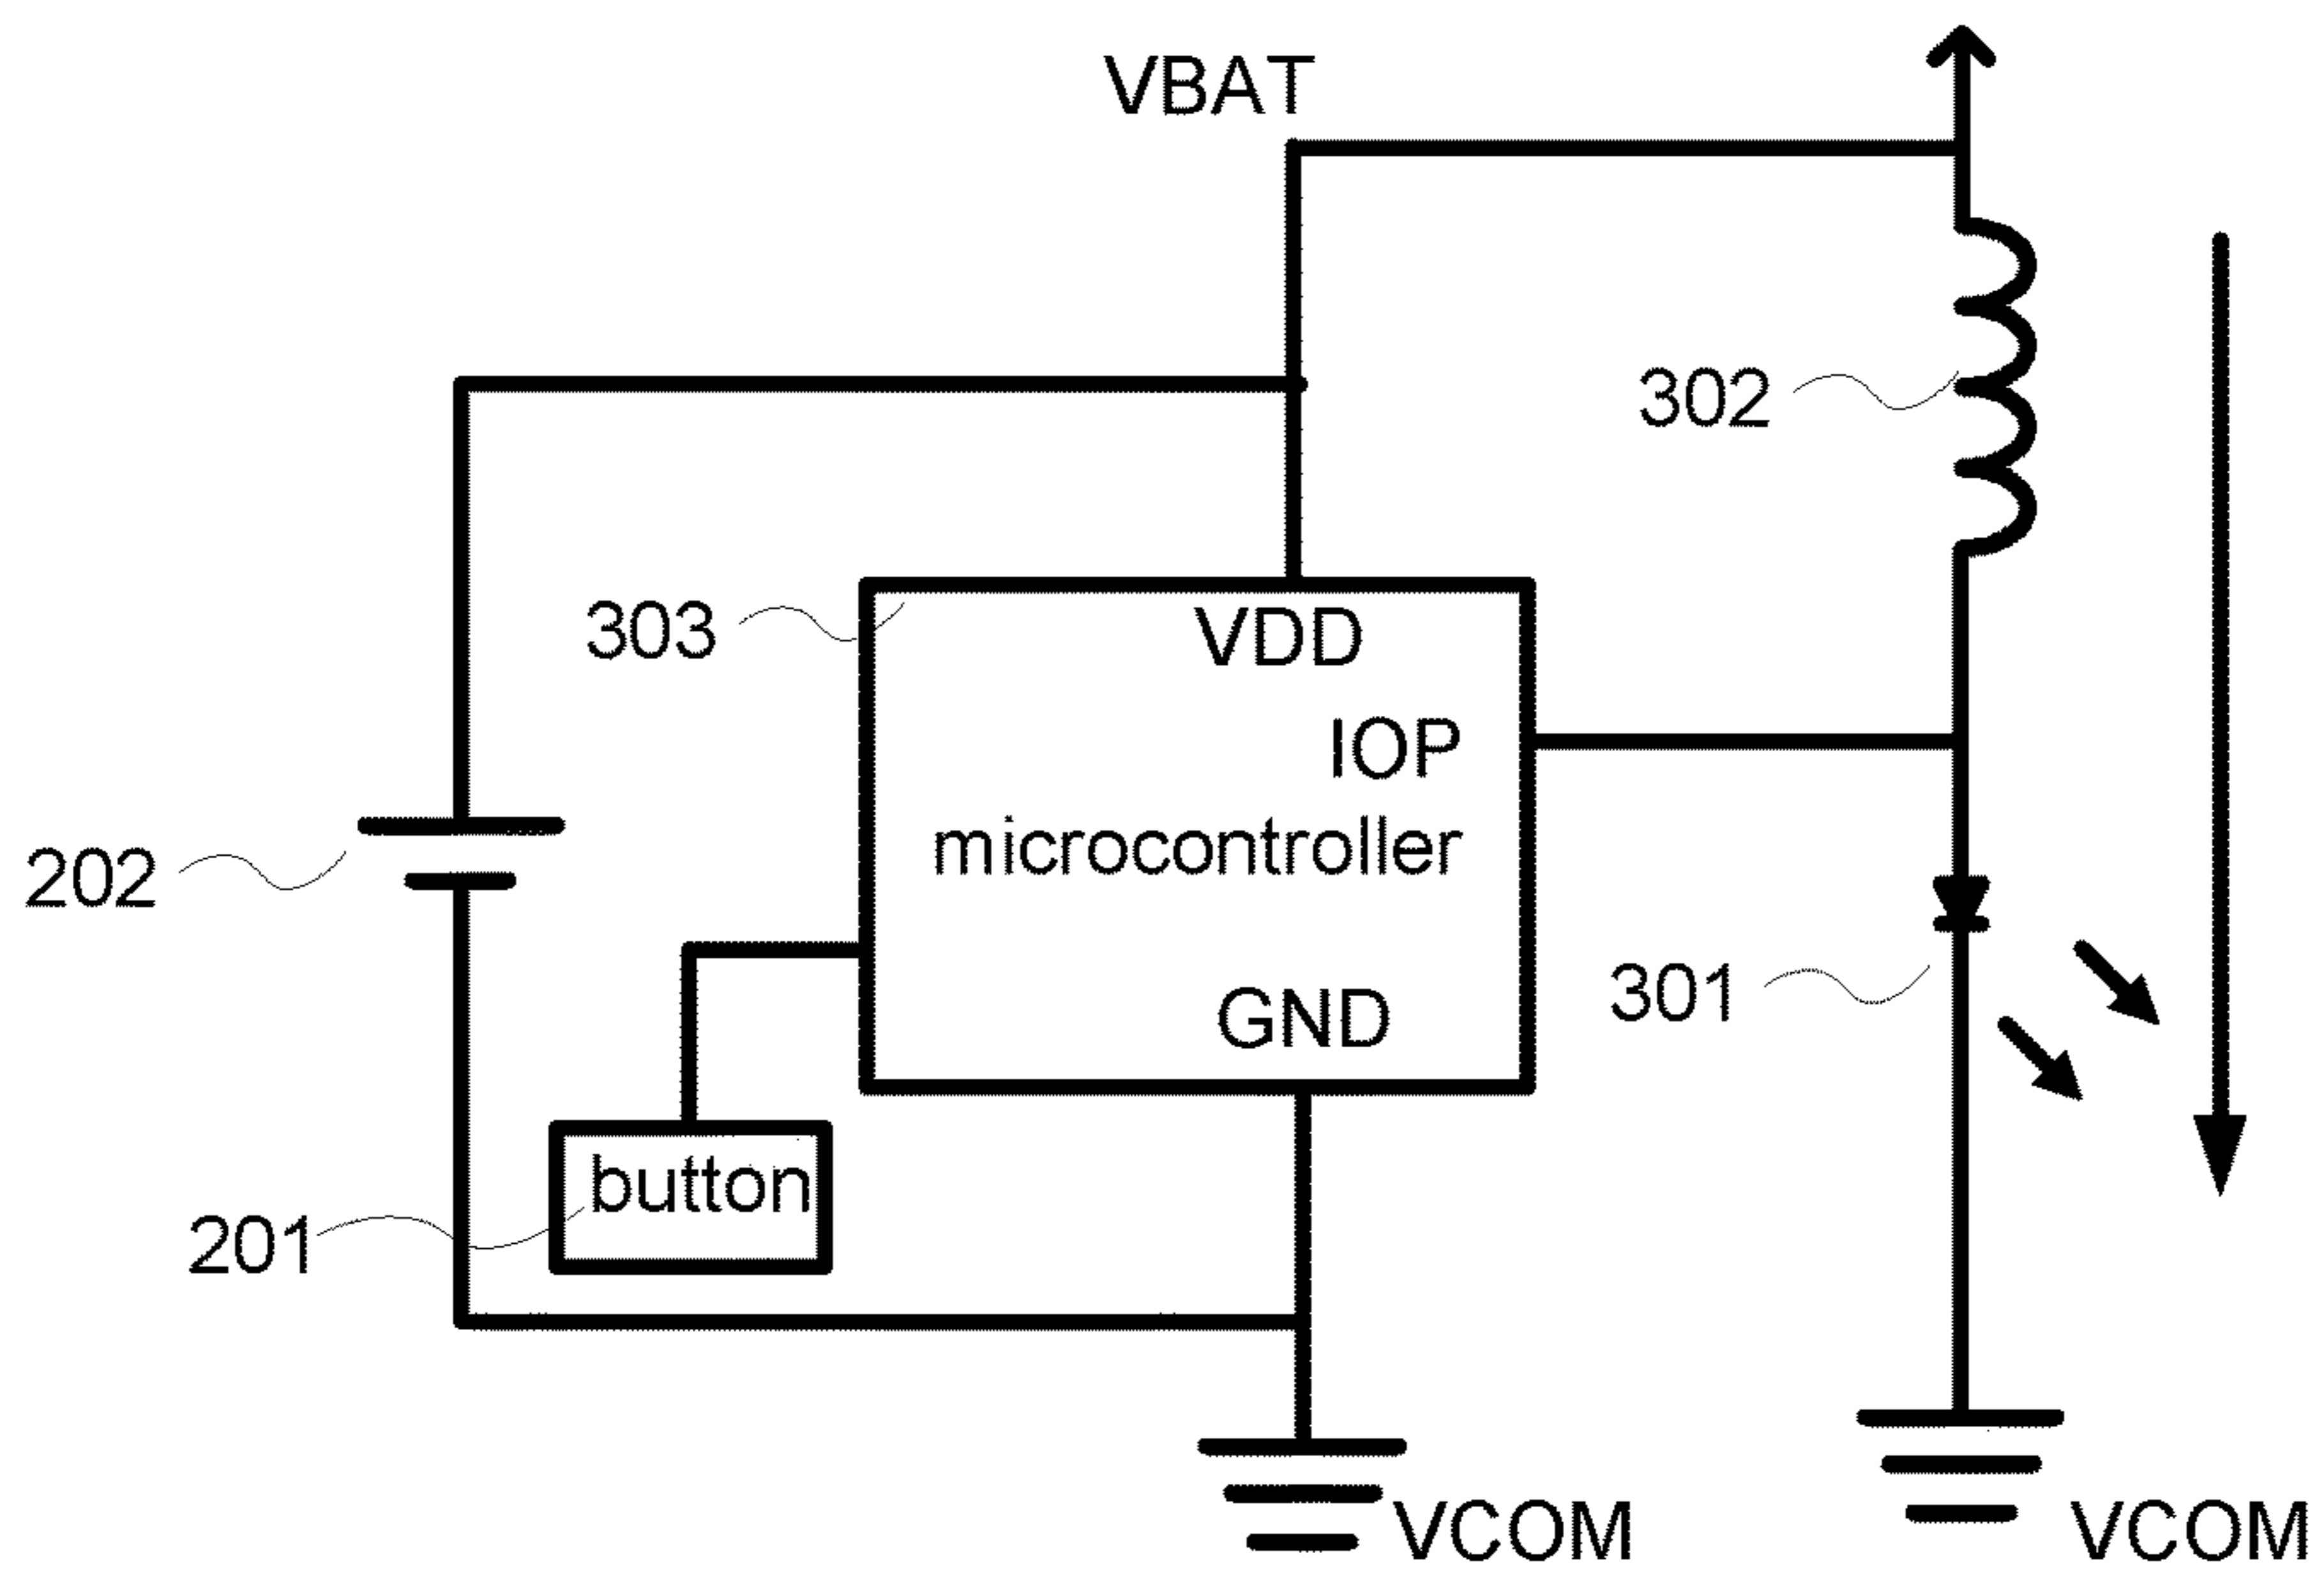 VBAT
302
303
VDD
IOP
microcontroller
202
301
GND
button
201
VCOM
VCOM